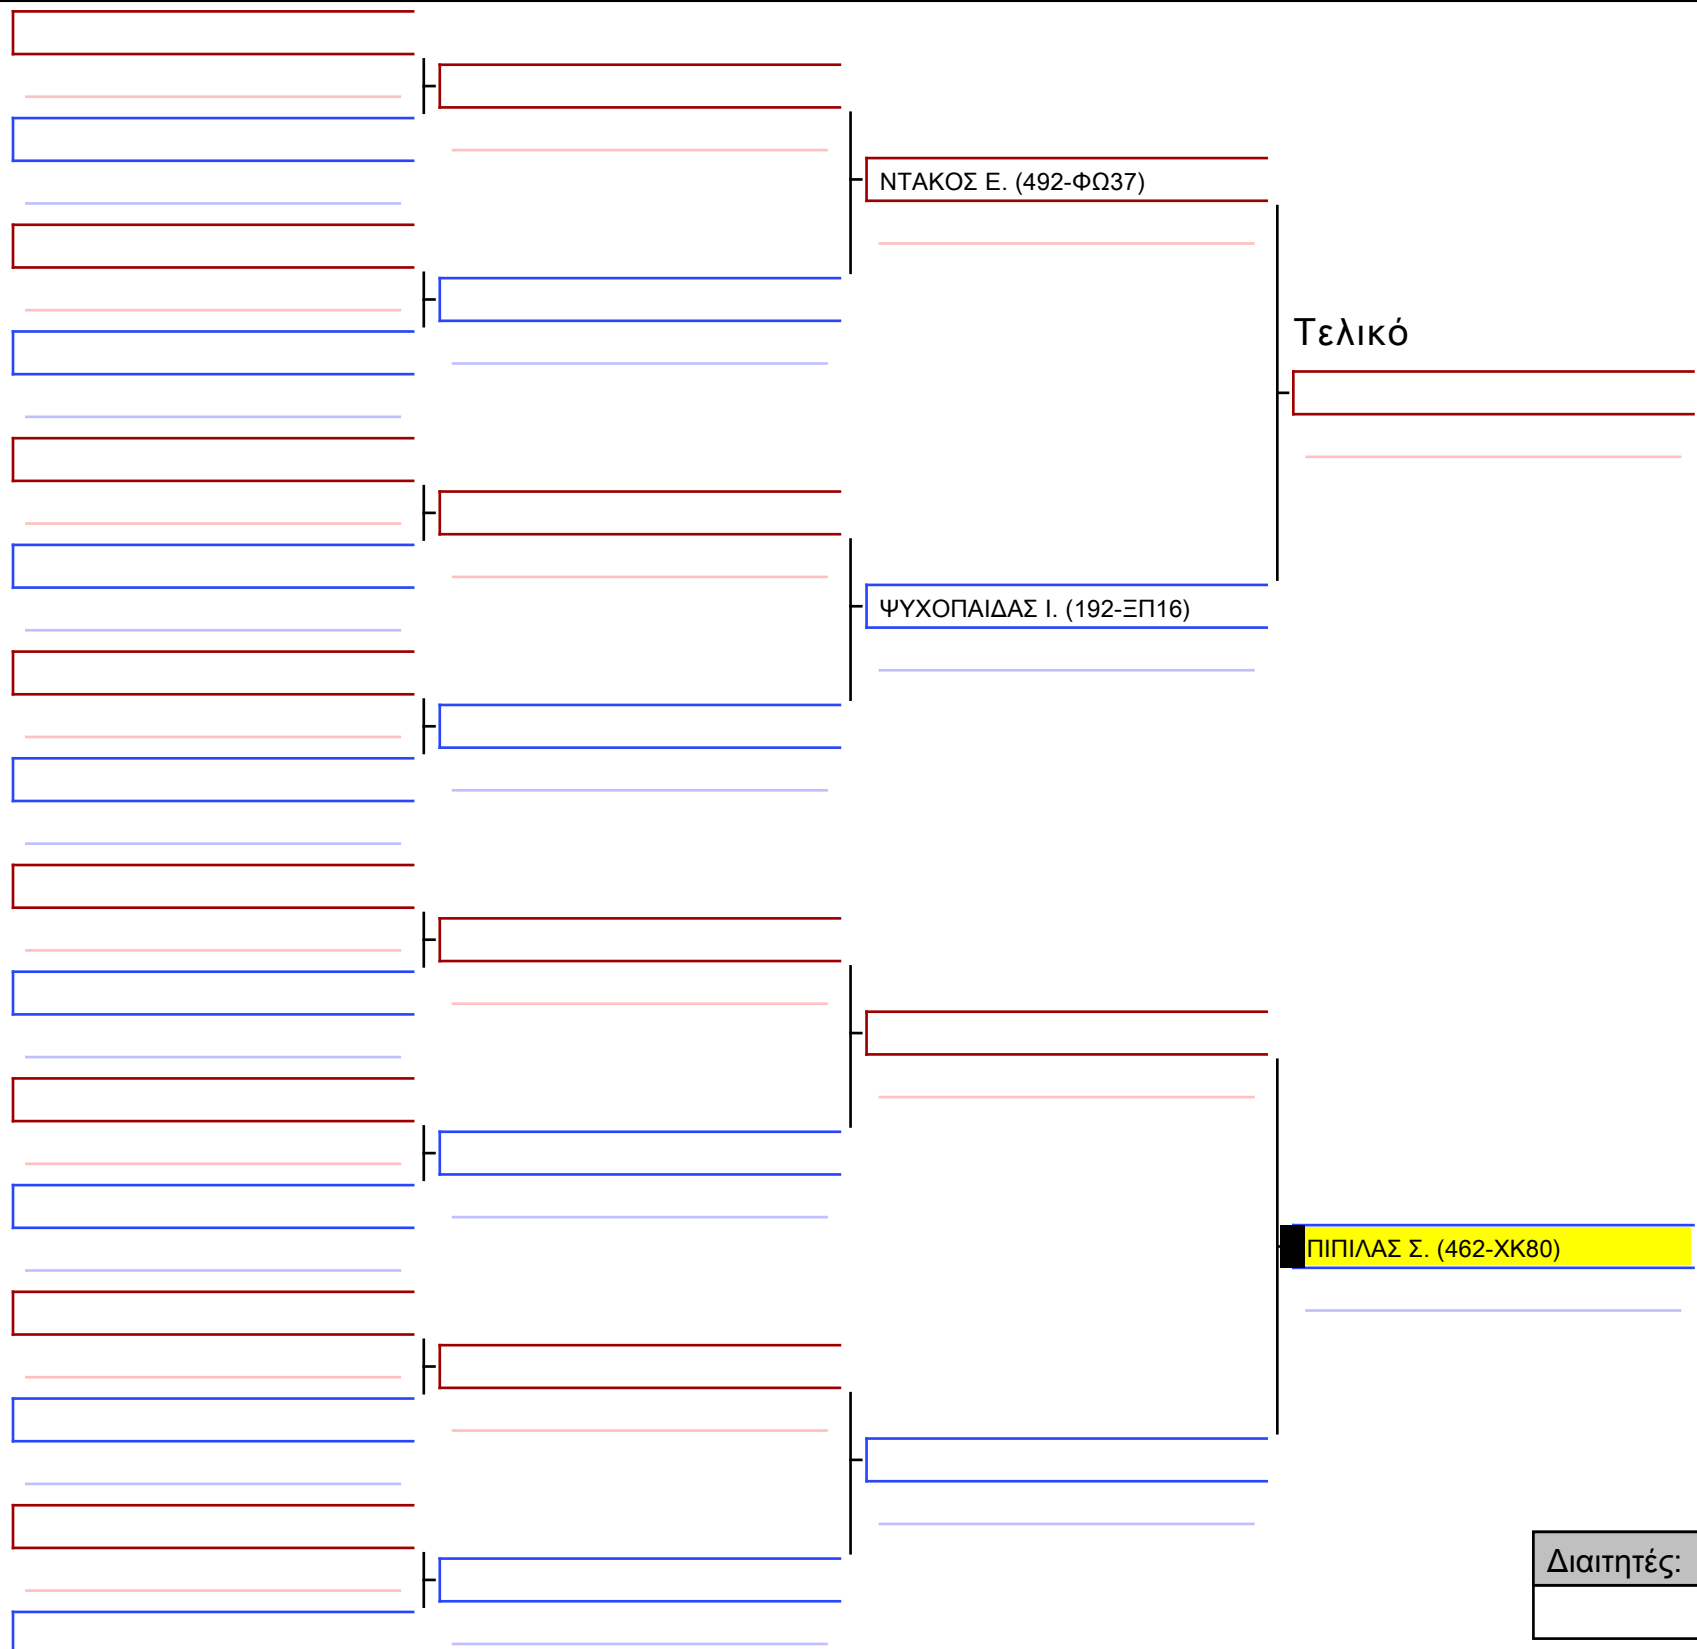 ΝΤΑΚΟΣ Ε. (492-ΦΩ37)
Τελικό
ΨΥΧΟΠΑΙΔΑΣ Ι. (192-ΞΠ16)
ΠΙΠΙΛΑΣ Σ. (462-ΧΚ80)
Διαιτητές: